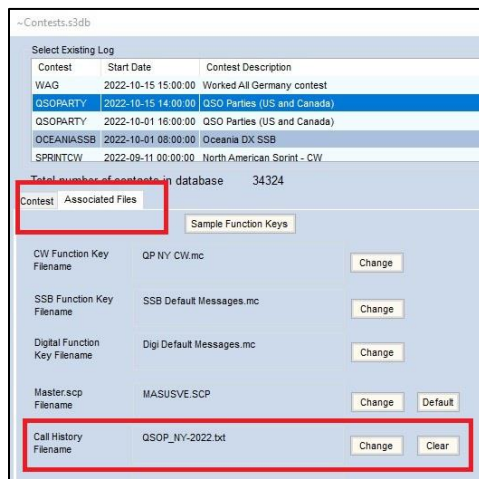 ~Contests.s3db
Select Existing Log
Contest Start Date Contest Description
WAG 2022-10-15 15:00:00 Worked All Germany contest
QSOPARTY 2022-10-15 14:00:00 QSO Parties (US and Canada)
QSOPARTY 2022-10-01 16:00:00 QSO Parties (US and Canada)
OCEANIASSB 2022-10-01 08:00:00 Oceania DX SSB
SPRINTCW 2022-09-11 00:00:00 North American Sprint - CW
Total number of contacts in database 34324
Contest Associated Files
Sample Function Keys
CW Function Key
Filename
QP NY CW.mc
Change
SSB Function Key
Filename
SSB Default Messages.mc
Change
Digital Function
Key Filename
Digi Default Messages.mc
Change
Master.scp
Filename
MASUSVE.SCP
Change Default
Call History
Filename
QSOP_NY-2022.txt
Change Clear